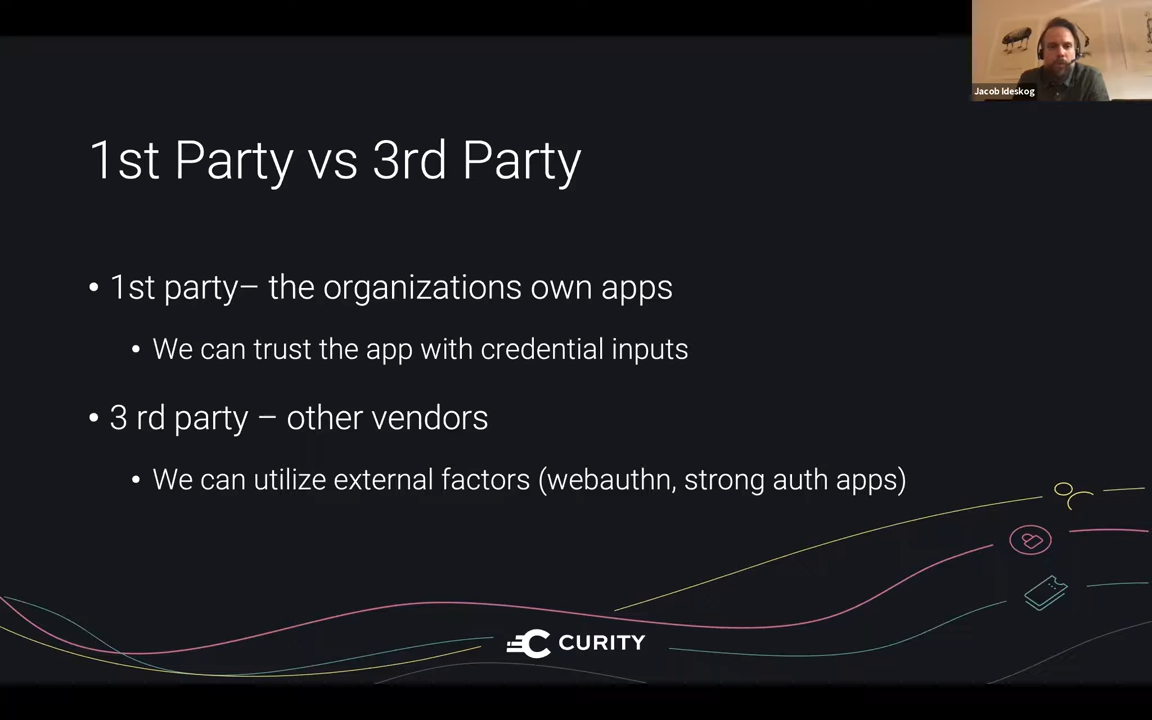 Jacob Ideskog
1st Party vs 3rd Party
• 1st party– the organizations own apps
• We can trust the app with credential inputs
• 3 rd party – other vendors
• We can utilize external factors (webauthn, strong auth apps)
CURITY